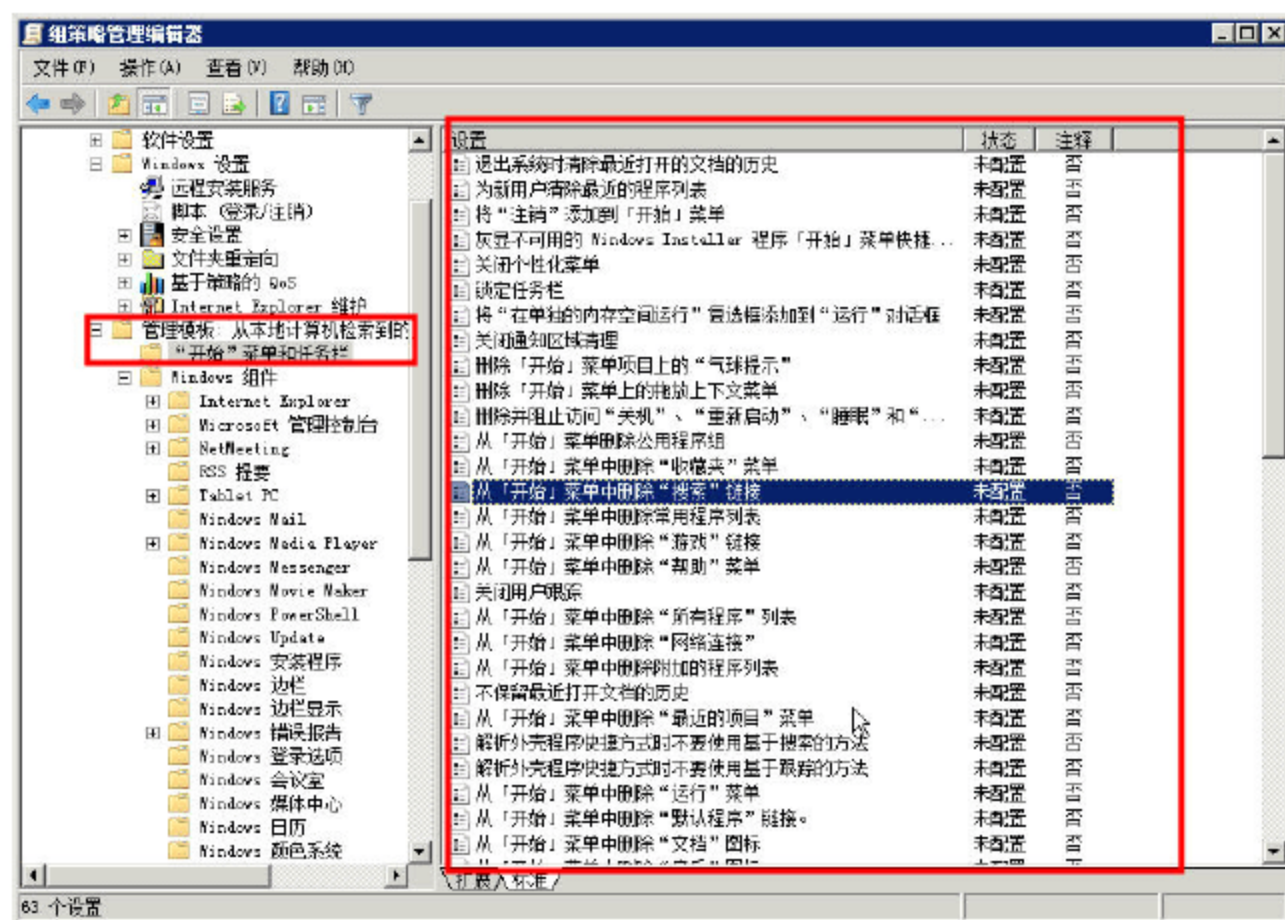 组策略管理编辑器
文件(F) 操作(A) 查看(V) 帮助(H)
软件设置
Windows 设置
远程安装服务
脚本 (登录/注销)
安全设置
文件夹重定向
基于策略的 QoS
Internet Explorer 维护
管理模板: 从本地计算机检索到的
“开始”菜单和任务栏
Windows 组件
Internet Explorer
Microsoft 管理控制台
NetMeeting
RSS 提要
Tablet PC
Windows Mail
Windows Media Player
Windows Messenger
Windows Movie Maker
Windows PowerShell
Windows Update
Windows 安装程序
Windows 边栏
Windows 边栏显示
Windows 错误报告
Windows 登录选项
Windows 会议室
Windows 媒体中心
Windows 日历
Windows 颜色系统
设置 状态 注释
退出系统时清除最近打开的文档的历史 未配置 否
为新用户清除最近的程序列表 未配置 否
将“注销”添加到「开始」菜单 未配置 否
灰显不可用的 Windows Installer 程序「开始」菜单快捷... 未配置 否
关闭个性化菜单 未配置 否
锁定任务栏 未配置 否
将“在单独的内存空间运行”复选框添加到“运行”对话框 未配置 否
关闭通知区域清理 未配置 否
删除「开始」菜单项目上的“气球提示” 未配置 否
删除「开始」菜单上的拖放上下文菜单 未配置 否
删除并阻止访问“关机”、“重新启动”、“睡眠”和“... 未配置 否
从「开始」菜单删除公用程序组 未配置 否
从「开始」菜单中删除“收藏夹”菜单 未配置 否
从「开始」菜单中删除“搜索”链接 未配置 否
从「开始」菜单中删除常用程序列表 未配置 否
从「开始」菜单中删除“游戏”链接 未配置 否
从「开始」菜单中删除“帮助”菜单 未配置 否
关闭用户跟踪 未配置 否
从「开始」菜单中删除“所有程序”列表 未配置 否
从「开始」菜单中删除“网络连接” 未配置 否
从「开始」菜单中删除附加的程序列表 未配置 否
不保留最近打开文档的历史 未配置 否
从「开始」菜单中删除“最近的项目”菜单 未配置 否
解析外壳程序快捷方式时不要使用基于搜索的方法 未配置 否
解析外壳程序快捷方式时不要使用基于跟踪的方法 未配置 否
从「开始」菜单中删除“运行”菜单 未配置 否
从「开始」菜单中删除“默认程序”链接。 未配置 否
从「开始」菜单中删除“文档”图标 未配置 否
扩展 标准
63 个设置